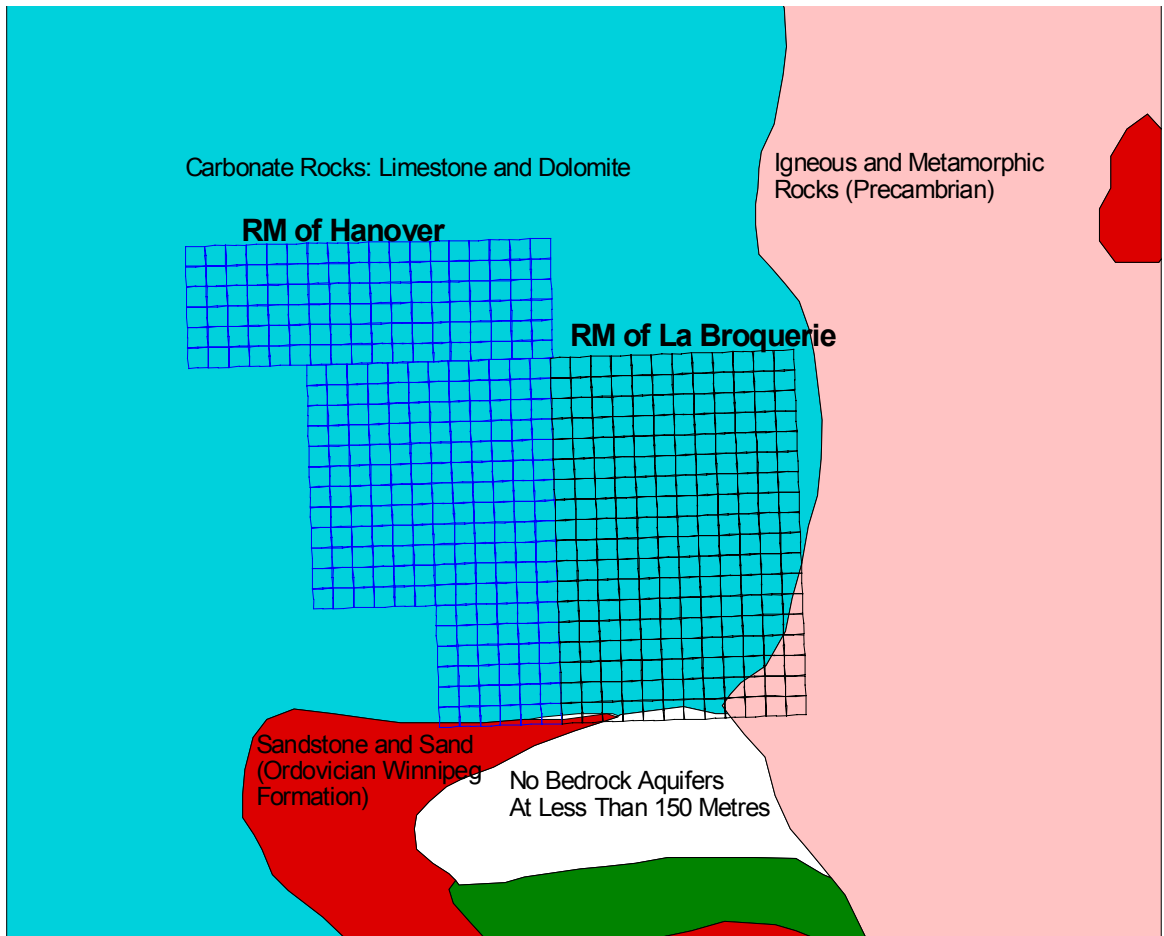 Carbonate Rocks: Limestone and Dolomite
Igneous and Metamorphic
Rocks (Precambrian)
RM of Hanover
RM of La Broquerie
Sandstone and Sand
(Ordovician Winnipeg
Formation)
No Bedrock Aquifers
At Less Than 150 Metres